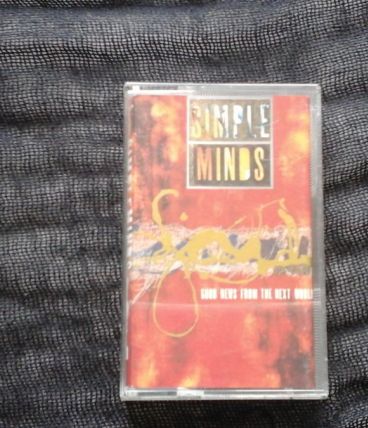 SIMPLE
MINDS
GOOD NEWS FROM THE NEXT WORLD